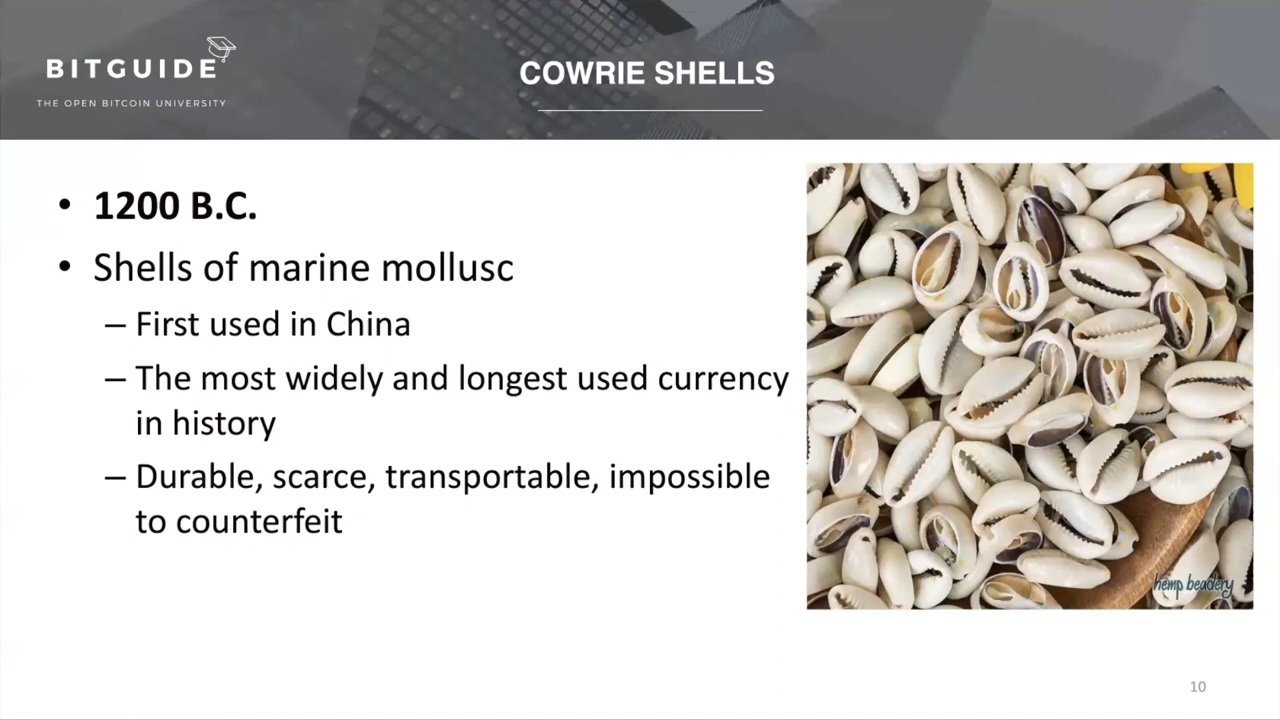 BITGUIDE
THE OPEN BITCOIN UNIVERSITY
COWRIE SHELLS
• 1200 B.C.
• Shells of marine mollusc
– First used in China
– The most widely and longest used currency
in history
– Durable, scarce, transportable, impossible
to counterfeit
hemp beadery
10